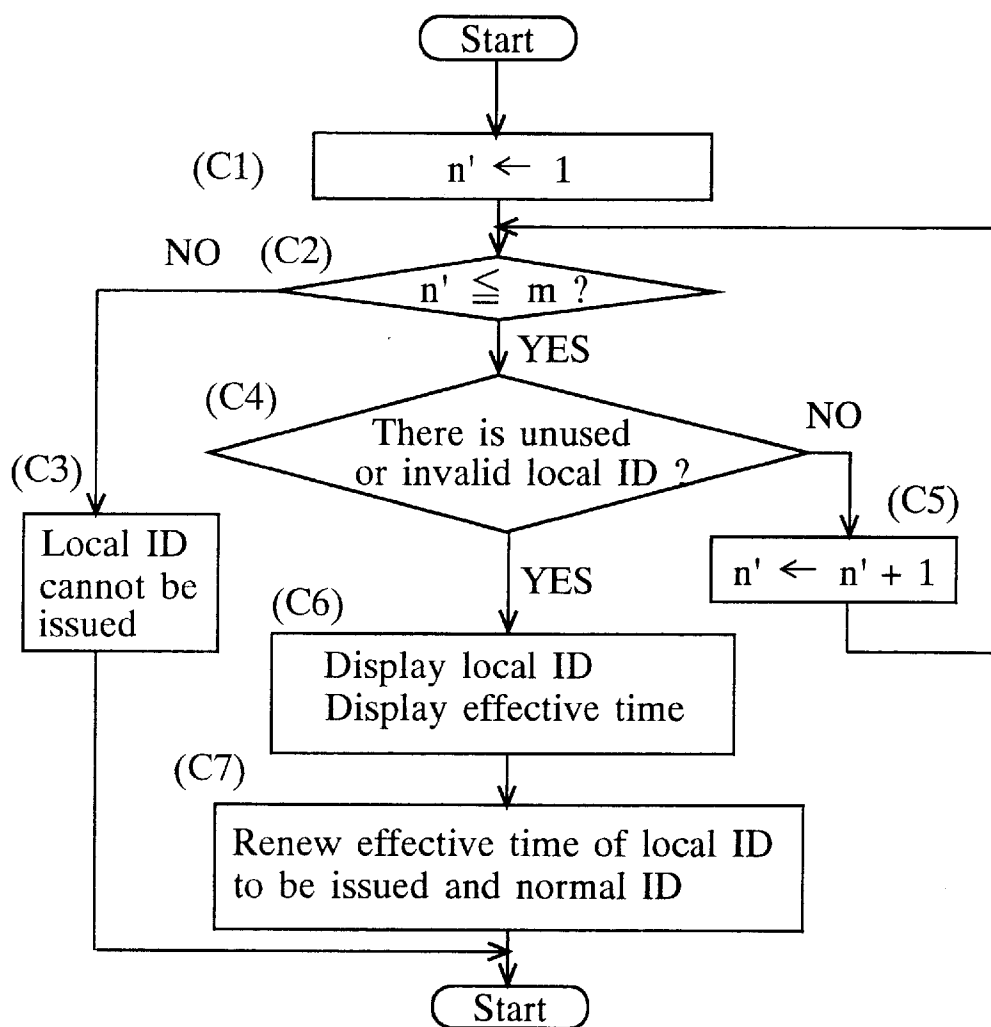 Start
(C1)
n' ← 1
NO
(C2)
n' ≦ m ?
YES
(C4)
There is unused
or invalid local ID ?
NO
(C3)
Local ID
cannot be
issued
(C5)
n' ← n' + 1
YES
(C6)
Display local ID
Display effective time
(C7)
Renew effective time of local ID
to be issued and normal ID
Start